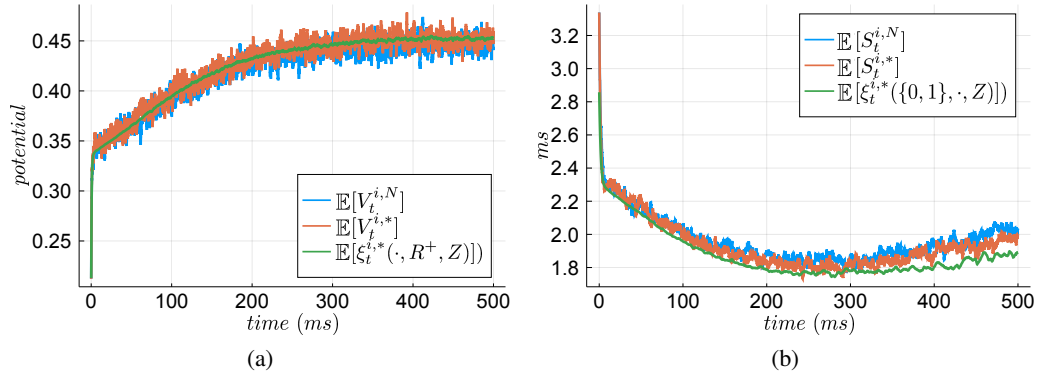 0.45
0.40
0.35
0.30
0.25
potential
𝔼[V_t^{i,N}]
𝔼[V_t^{i,*}]
𝔼[ξ_t^{i,*}(·, R^+, Z)])
0 100 200 300 400 500
time (ms)
(a)
3.2
3.0
2.8
2.6
2.4
2.2
2.0
1.8
ms
𝔼[S_t^{i,N}]
𝔼[S_t^{i,*}]
𝔼[ξ_t^{i,*}({0, 1}, ·, Z)])
0 100 200 300 400 500
time (ms)
(b)